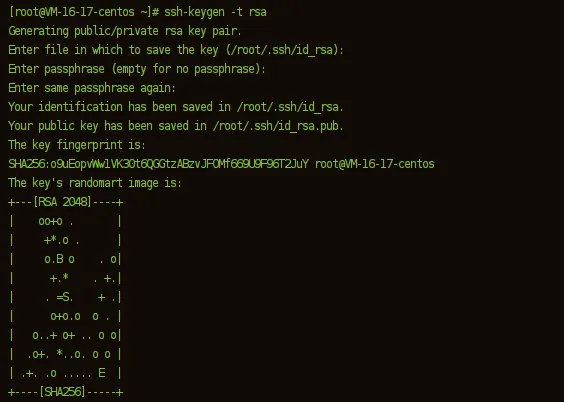 [root@VM-16-17-centos ~]# ssh-keygen -t rsa
Generating public/private rsa key pair.
Enter file in which to save the key (/root/.ssh/id_rsa):
Enter passphrase (empty for no passphrase):
Enter same passphrase again:
Your identification has been saved in /root/.ssh/id_rsa.
Your public key has been saved in /root/.ssh/id_rsa.pub.
The key fingerprint is:
SHA256:o9uEopvWwlVK30t6QGGtzABzvJFOMf669U9F96T2JuY root@VM-16-17-centos
The key's randomart image is:
+---[RSA 2048]----+
|    oo+o .       |
|     +*.o .      |
|     o.B o    . o|
|      +.*    . +.|
|     . =S.    + .|
|      o+o.o  o . |
|   o..+ o+ .. o o|
|  .o+. *..o. o o |
| .+. .o ..... E  |
+----[SHA256]-----+